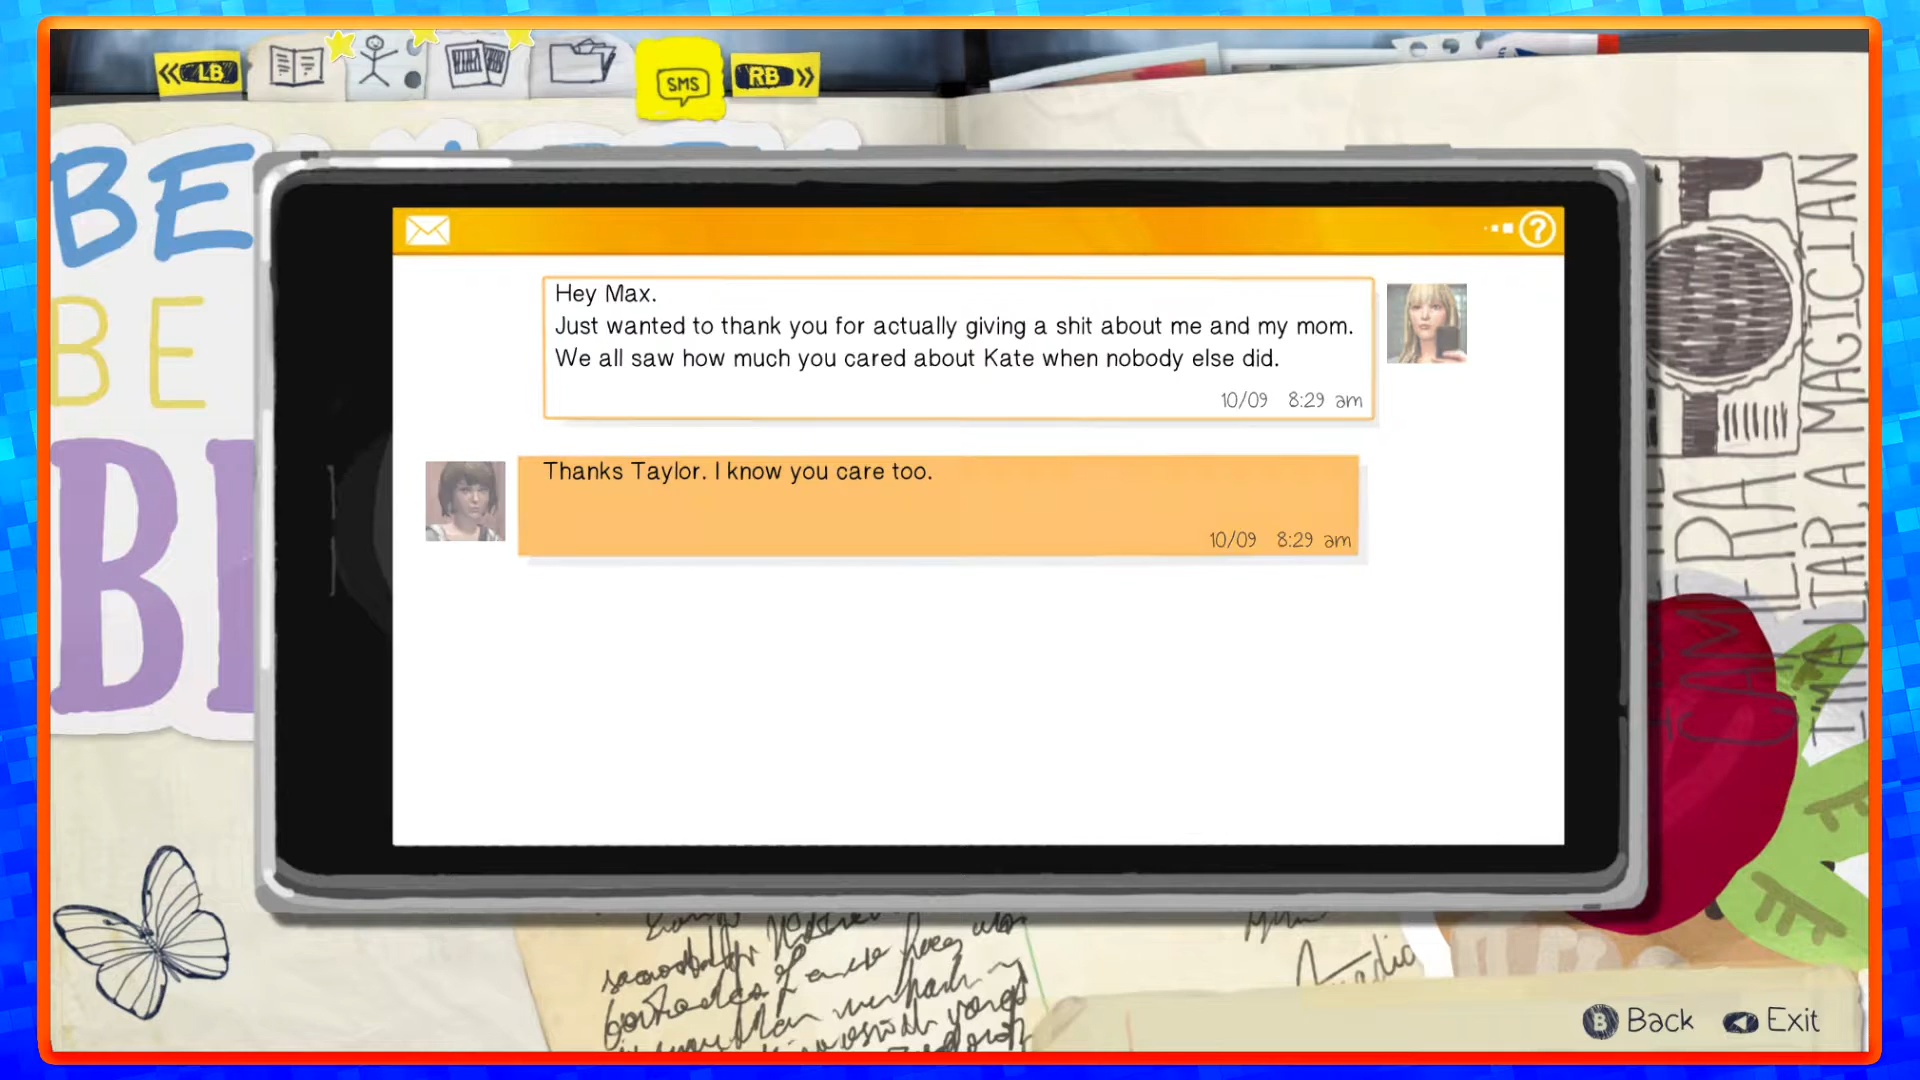 LB
SMS
RB
BE
BE
Hey Max.
Just wanted to thank you for actually giving a shit about me and my mom.
We all saw how much you cared about Kate when nobody else did.
10/09 8:29 am
Thanks Taylor. I know you care too.
10/09 8:29 am
?
CAMERA
I'M A LIAR, A MAGICIAN
B Back
Exit